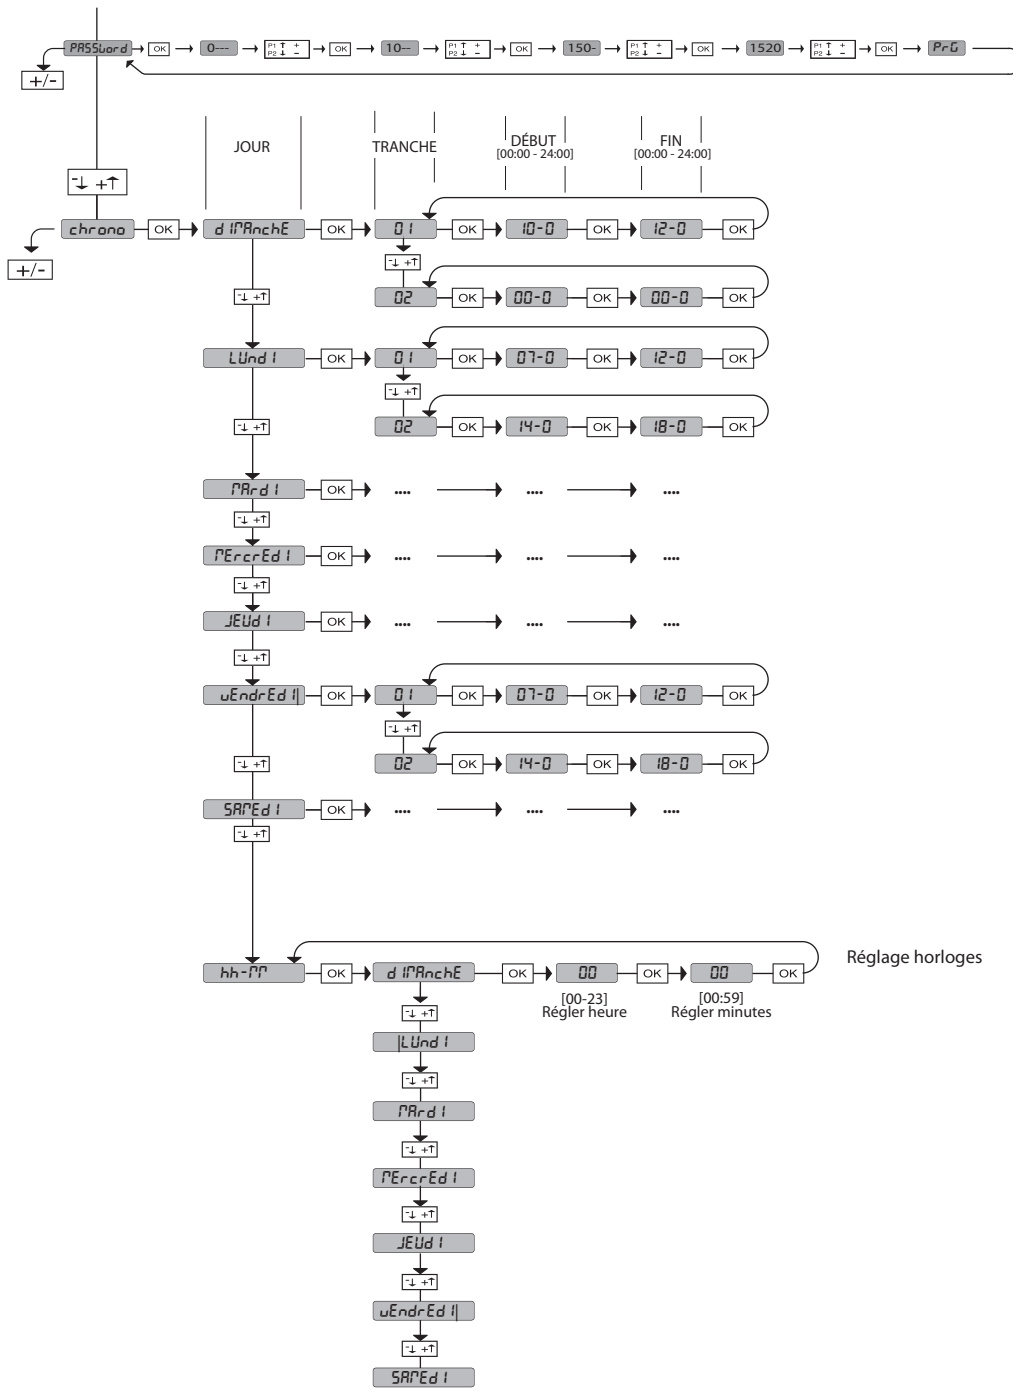 PASSword OK 0--- P1 ↑ + P2 ↓ - OK 10-- P1 ↑ + P2 ↓ - OK 150- P1 ↑ + P2 ↓ - OK 1520 P1 ↑ + P2 ↓ - OK PrG
+/-
JOUR TRANCHE DÉBUT FIN
[00:00 - 24:00] [00:00 - 24:00]
-↓ +↑
chrono OK dIMAnchE OK 01 OK 10-0 OK 12-0 OK
+/- -↓ +↑
-↓ +↑ 02 OK 00-0 OK 00-0 OK
LUndI OK 01 OK 07-0 OK 12-0 OK
-↓ +↑
-↓ +↑ 02 OK 14-0 OK 18-0 OK
MArdI OK .... .... ....
-↓ +↑
MErcrEdI OK .... .... ....
-↓ +↑
JEUdI OK .... .... ....
-↓ +↑
vEndrEdI| OK 01 OK 07-0 OK 12-0 OK
-↓ +↑
-↓ +↑ 02 OK 14-0 OK 18-0 OK
SAMEdI OK .... .... ....
-↓ +↑
Réglage horloges
hh-MM OK dIMAnchE OK 00 OK 00 OK
[00-23] [00:59]
Régler heure Régler minutes
-↓ +↑
|LUndI
-↓ +↑
MArdI
-↓ +↑
MErcrEdI
-↓ +↑
JEUdI
-↓ +↑
vEndrEdI|
-↓ +↑
SAMEdI